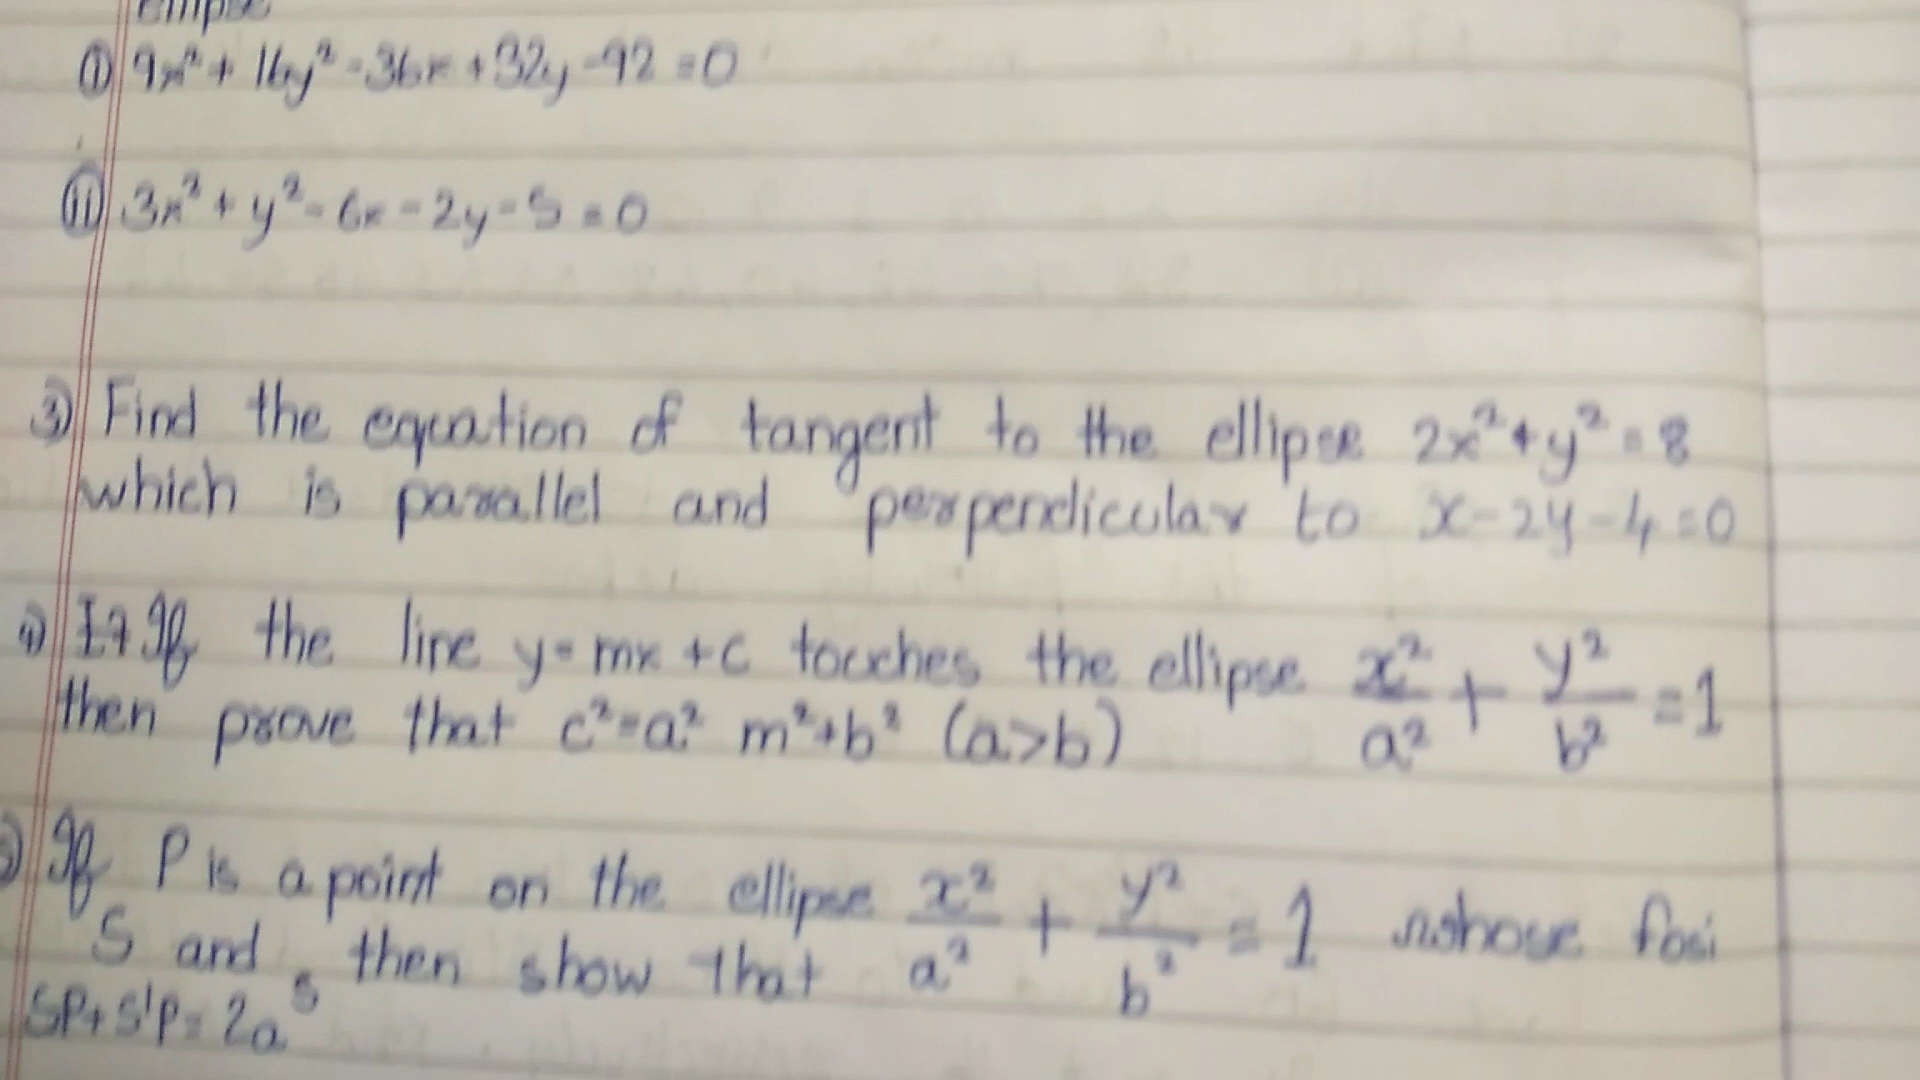 ellipse
(i) 9x² + 16y² - 36x + 32y - 92 = 0
(ii) 3x² + y² - 6x - 2y - 5 = 0
3) Find the equation of tangent to the ellipse 2x² + y² = 8
which is parallel and perpendicular to x - 2y - 4 = 0
4) If If the line y = mx + c touches the ellipse x²/a² + y²/b² = 1
then prove that c² = a² m² + b² (a>b)
5) If P is a point on the ellipse x²/a² + y²/b² = 1 whose foci
S and S then show that
SP + S'P = 2a